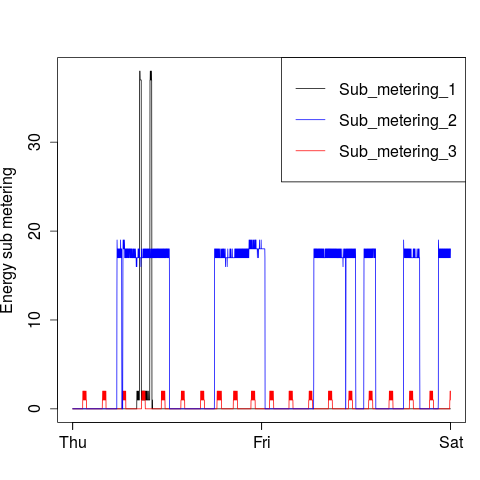 Sub_metering_1
Sub_metering_2
Sub_metering_3
Energy sub metering
30
20
10
0
Thu Fri Sat